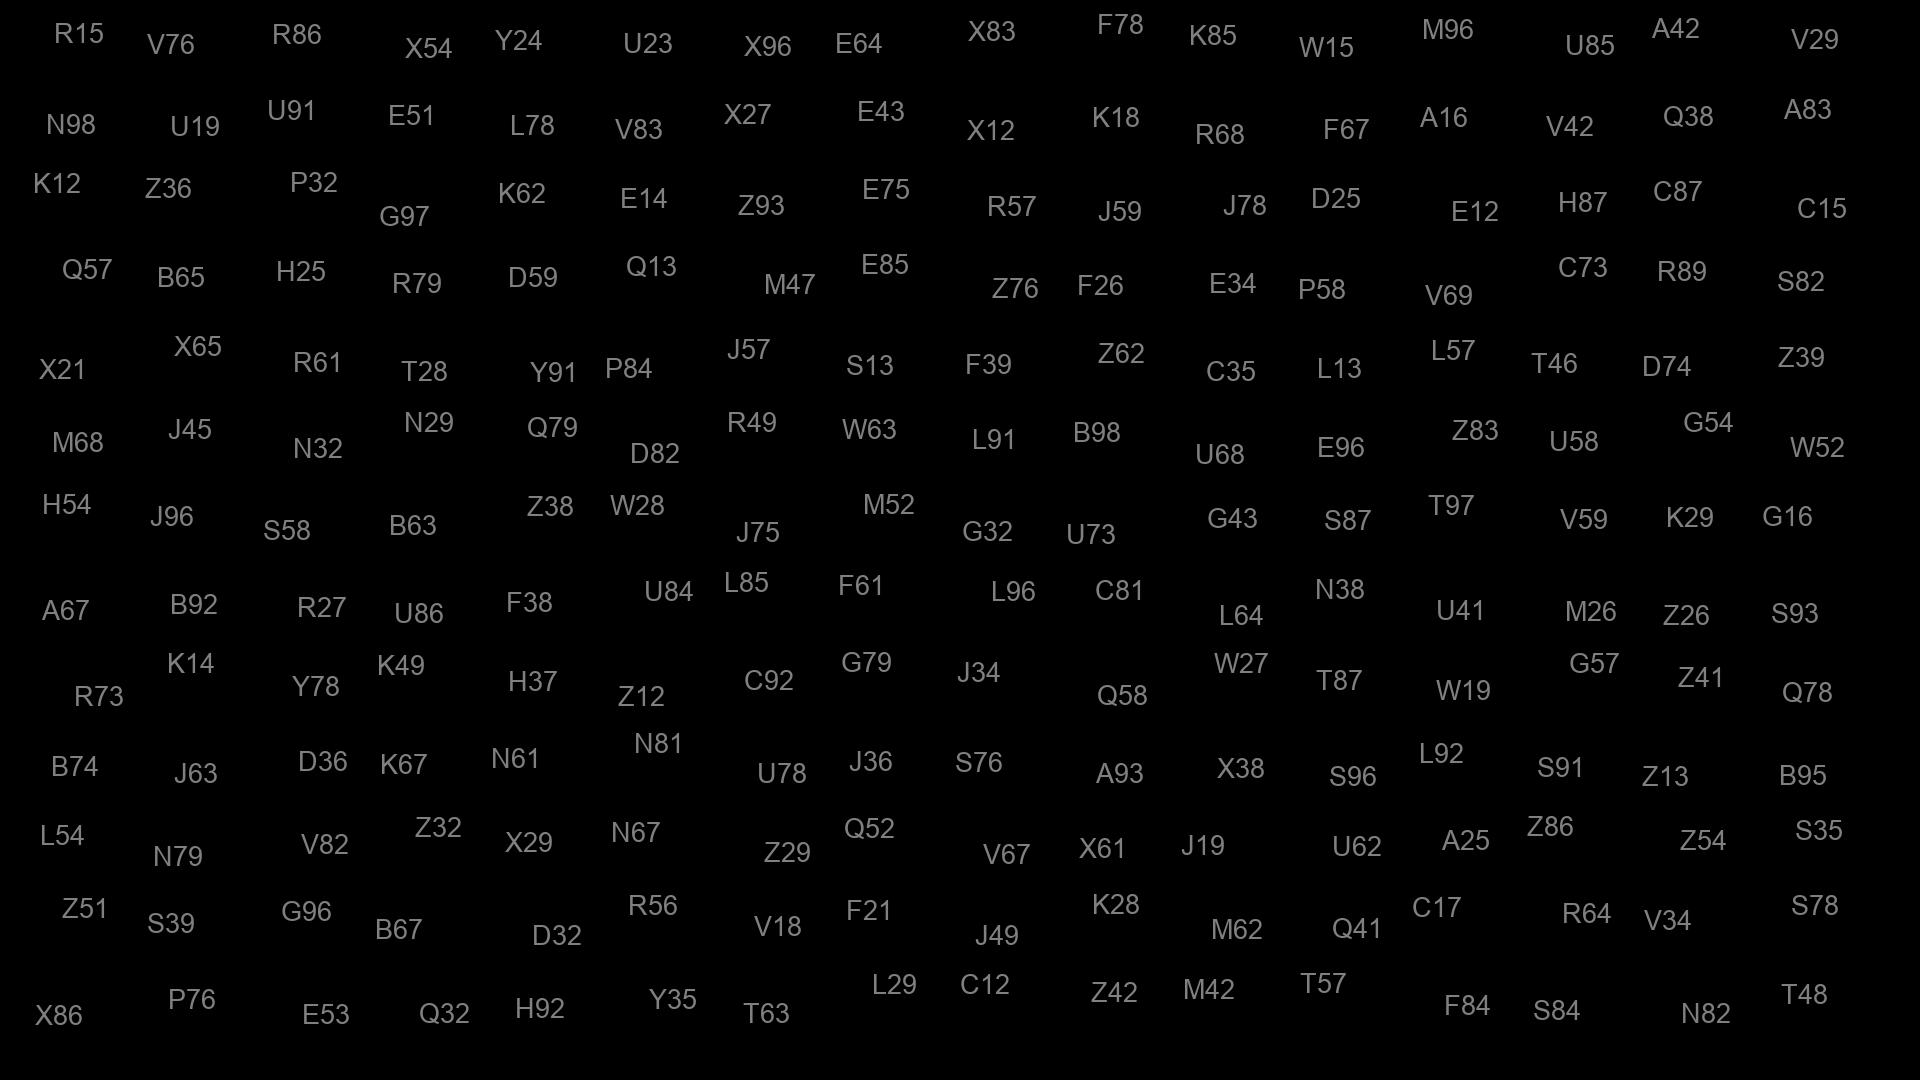 R15 V76 R86 X54 Y24 U23 X96 E64 X83 F78 K85 W15 M96 U85 A42 V29
N98 U19 U91 E51 L78 V83 X27 E43 X12 K18 R68 F67 A16 V42 Q38 A83
K12 Z36 P32 G97 K62 E14 Z93 E75 R57 J59 J78 D25 E12 H87 C87 C15
Q57 B65 H25 R79 D59 Q13 M47 E85 Z76 F26 E34 P58 V69 C73 R89 S82
X21 X65 R61 T28 Y91 P84 J57 S13 F39 Z62 C35 L13 L57 T46 D74 Z39
M68 J45 N32 N29 Q79 D82 R49 W63 L91 B98 U68 E96 Z83 U58 G54 W52
H54 J96 S58 B63 Z38 W28 J75 M52 G32 U73 G43 S87 T97 V59 K29 G16
A67 B92 R27 U86 F38 U84 L85 F61 L96 C81 L64 N38 U41 M26 Z26 S93
R73 K14 Y78 K49 H37 Z12 C92 G79 J34 Q58 W27 T87 W19 G57 Z41 Q78
B74 J63 D36 K67 N61 N81 U78 J36 S76 A93 X38 S96 L92 S91 Z13 B95
L54 N79 V82 Z32 X29 N67 Z29 Q52 V67 X61 J19 U62 A25 Z86 Z54 S35
Z51 S39 G96 B67 D32 R56 V18 F21 J49 K28 M62 Q41 C17 R64 V34 S78
X86 P76 E53 Q32 H92 Y35 T63 L29 C12 Z42 M42 T57 F84 S84 N82 T48